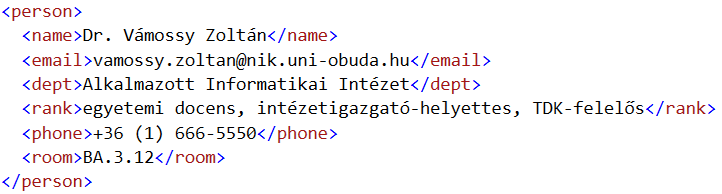 <person>
<name>Dr. Vámossy Zoltán</name>
<email>vamossy.zoltan@nik.uni-obuda.hu</email>
<dept>Alkalmazott Informatikai Intézet</dept>
<rank>egyetemi docens, intézetigazgató-helyettes, TDK-felelős</rank>
<phone>+36 (1) 666-5550</phone>
<room>BA.3.12</room>
</person>